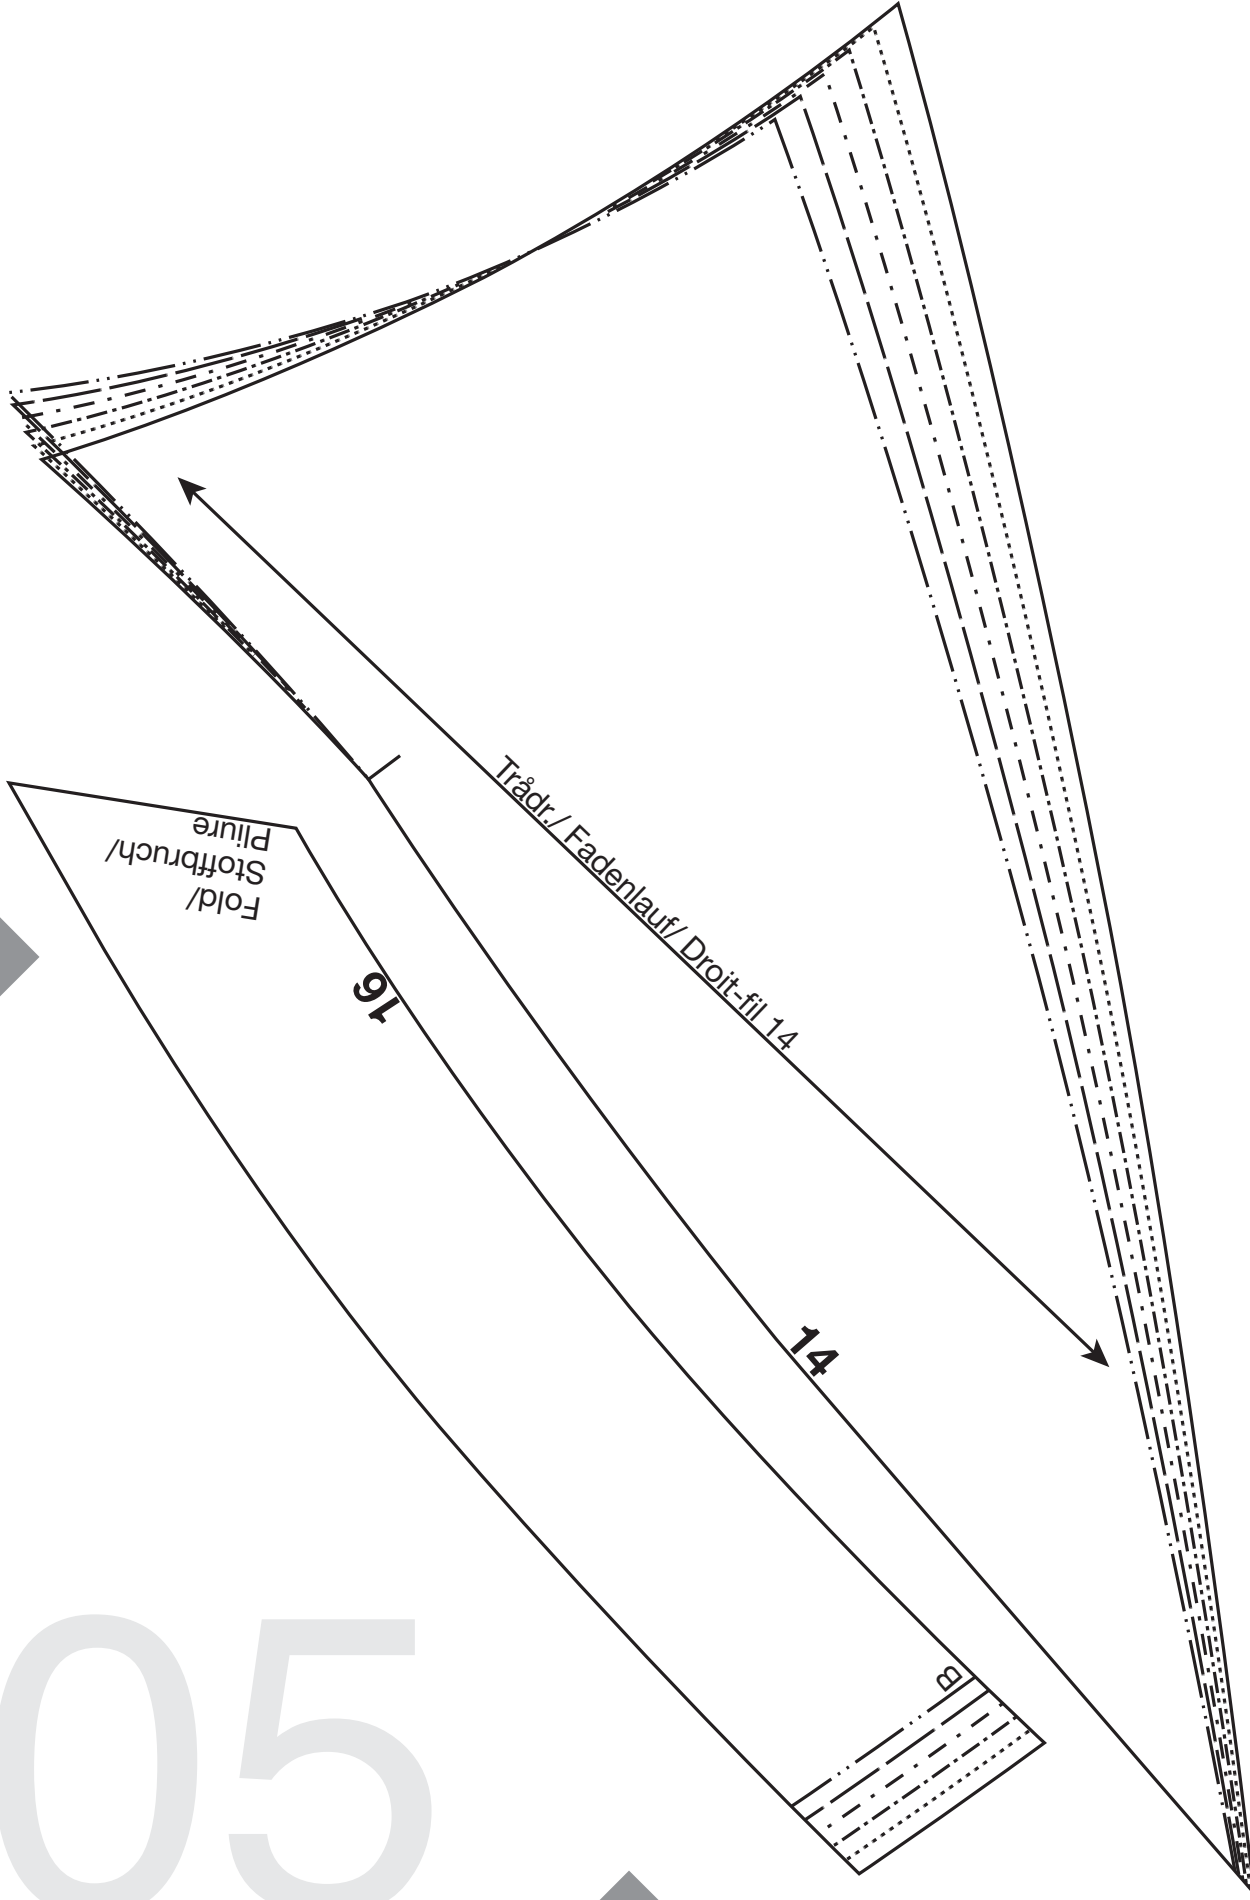 Fold/
Stoffbruch/
Pliure
16
Trådr./ Fadenlauf/ Droit-fil 14
14
B
05